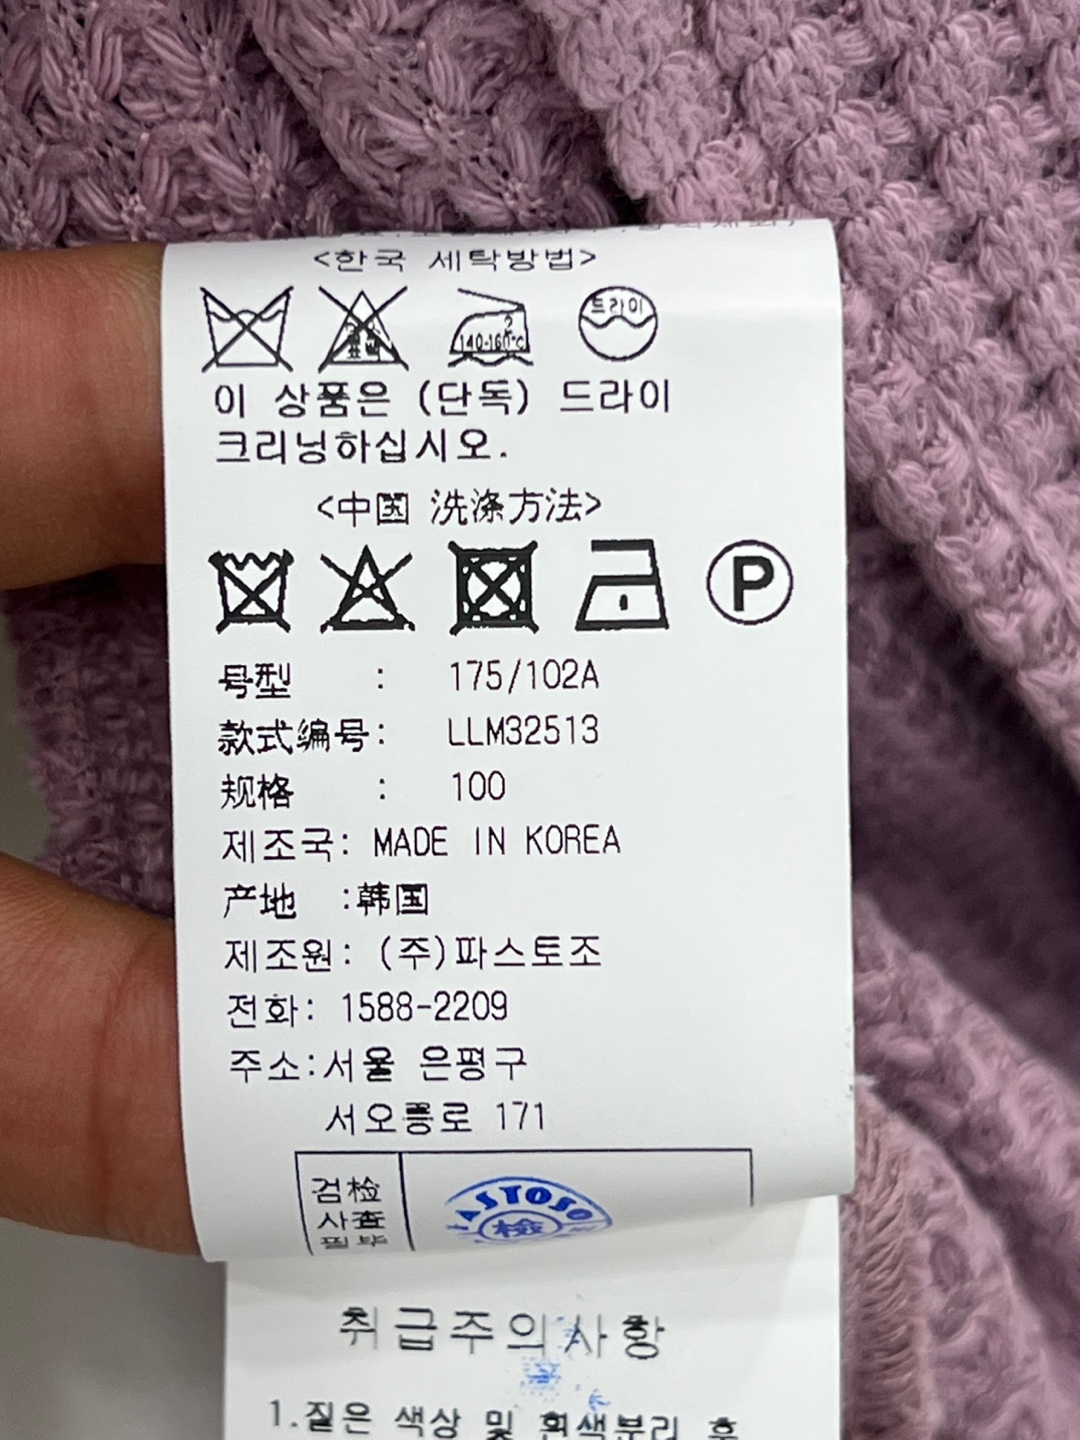 <한국 세탁방법>
140-160°C 드라이
이 상품은 (단독) 드라이
크리닝하십시오.
<中国 洗涤方法>
P
号型 : 175/102A
款式编号: LLM32513
规格 : 100
제조국: MADE IN KOREA
产地 :韩国
제조원: (주)파스토조
전화: 1588-2209
주소:서울 은평구
서오릉로 171
검検
사査
필畢
ASTOSO
検
취급주의사항
1.짙은 색상 및 흰색분리 후